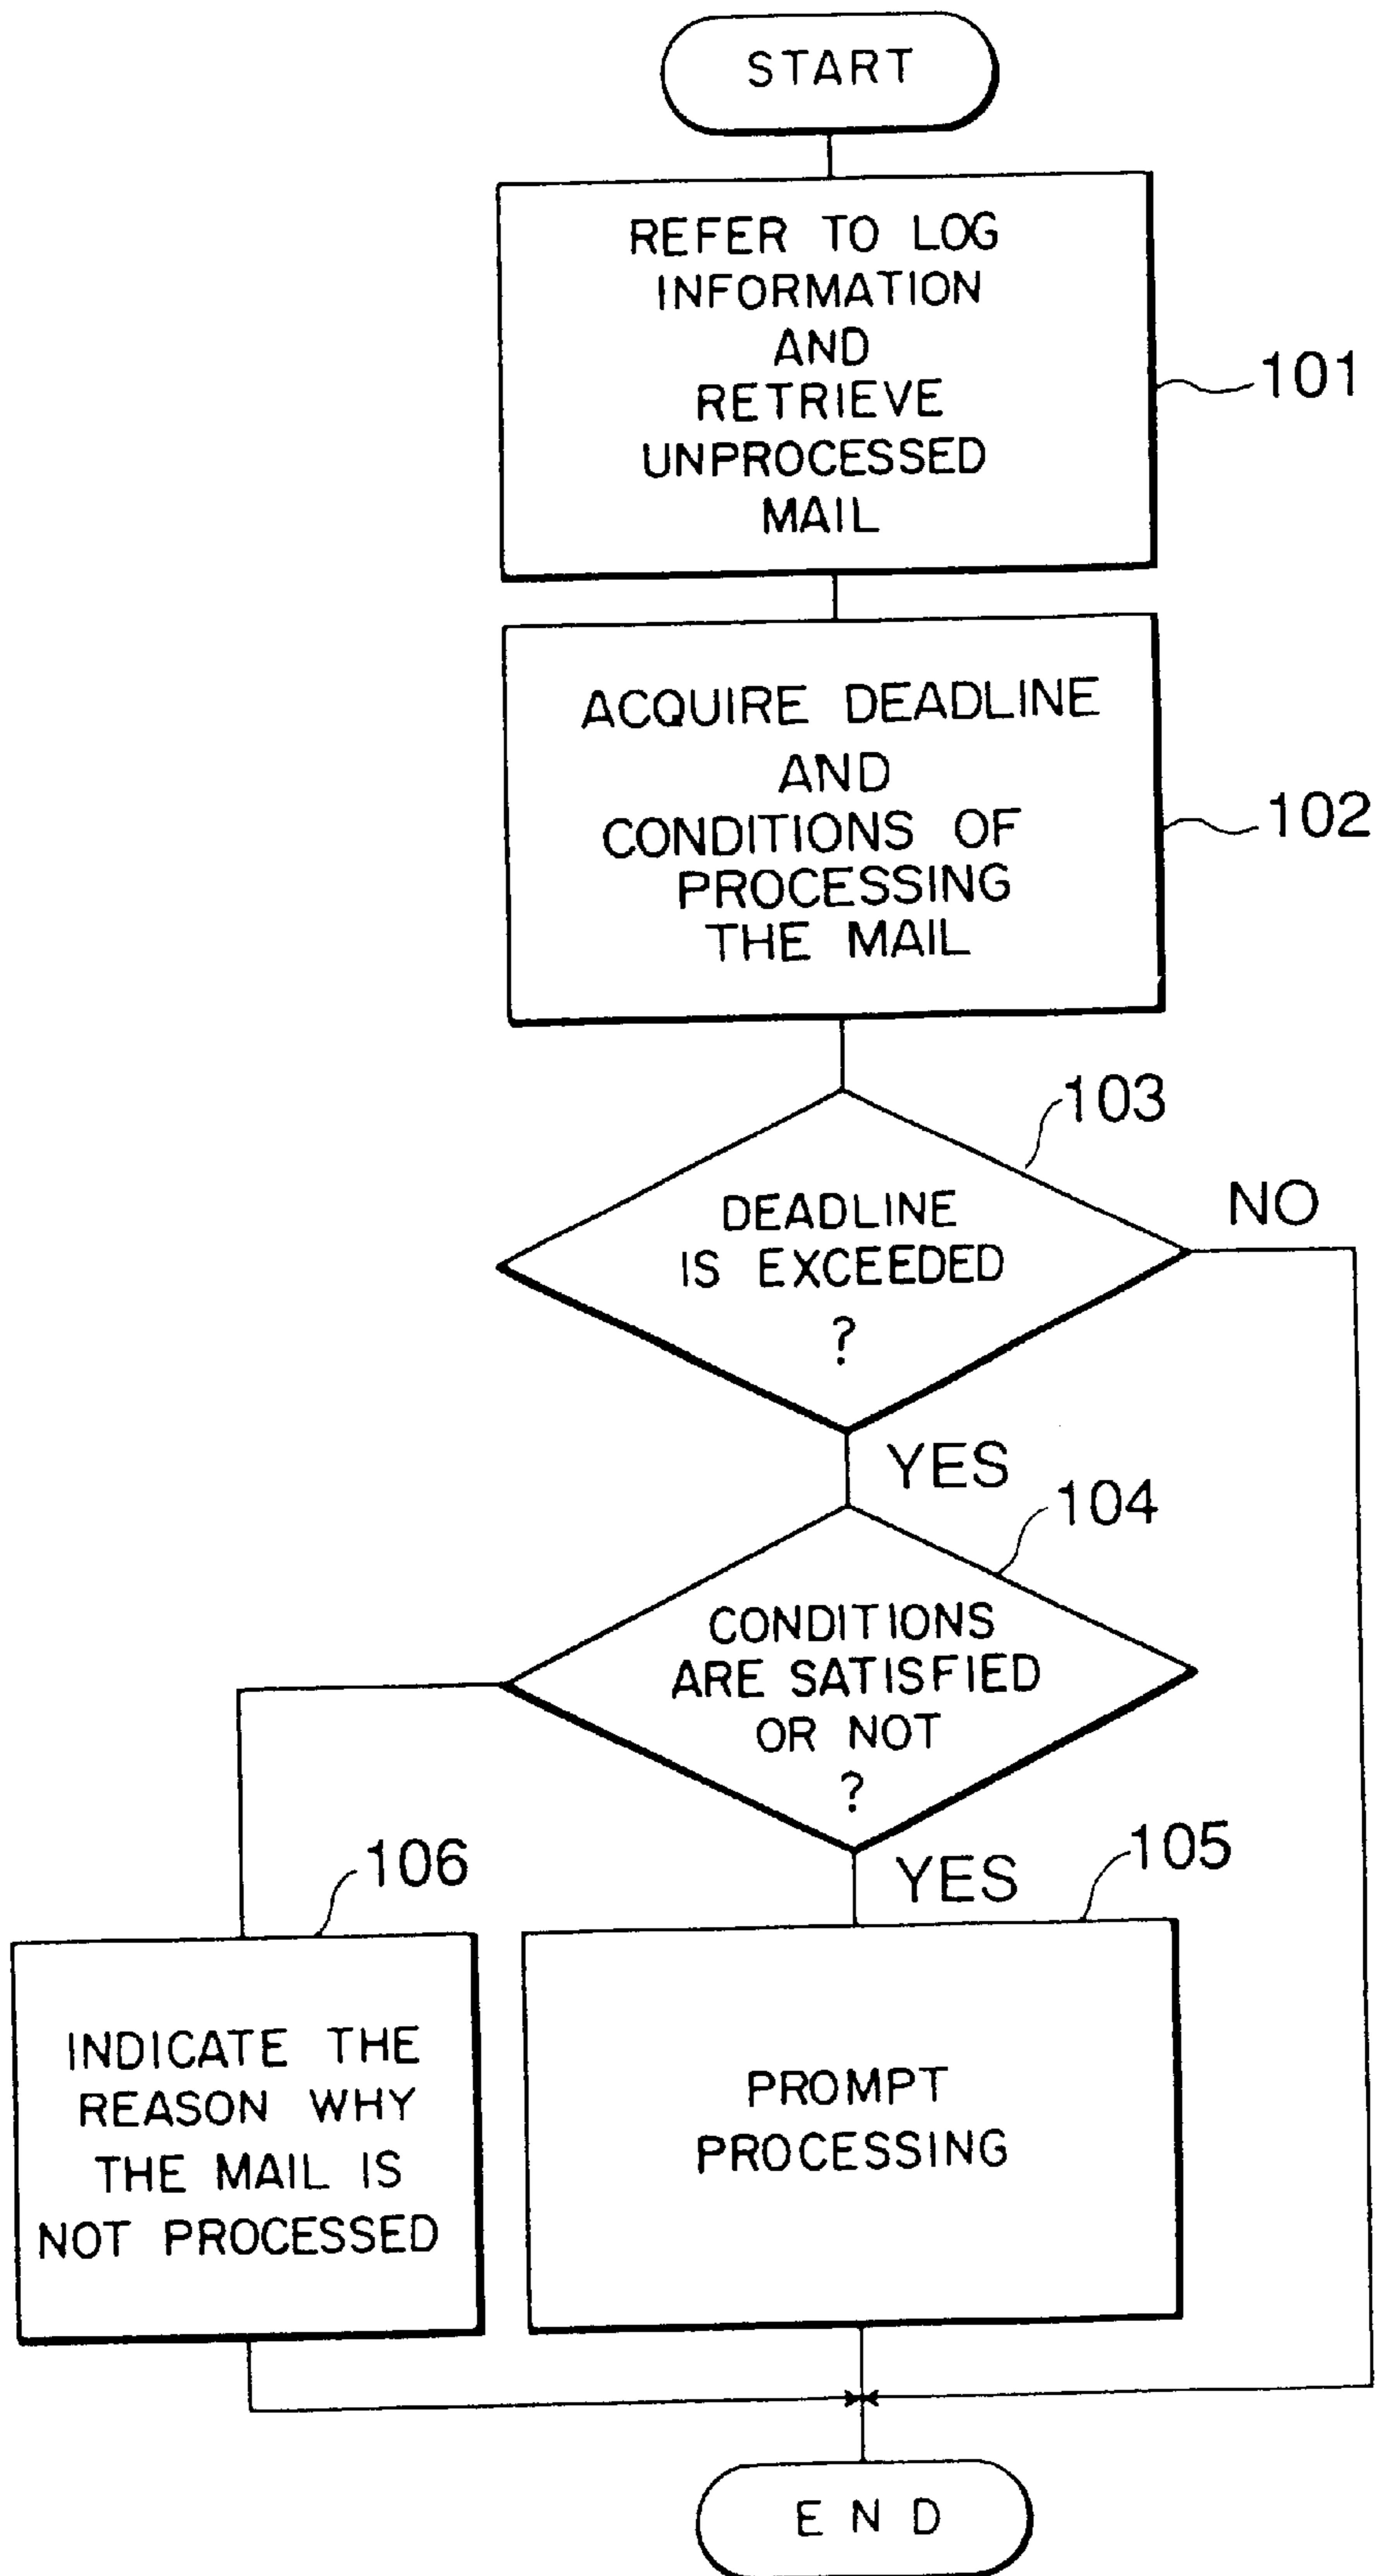 START
REFER TO LOG
INFORMATION
AND
RETRIEVE
UNPROCESSED
MAIL
101
ACQUIRE DEADLINE
AND
CONDITIONS OF
PROCESSING
THE MAIL
102
103
DEADLINE
IS EXCEEDED
?
NO
YES
104
CONDITIONS
ARE SATISFIED
OR NOT
?
YES
105
106
INDICATE THE
REASON WHY
THE MAIL IS
NOT PROCESSED
PROMPT
PROCESSING
END